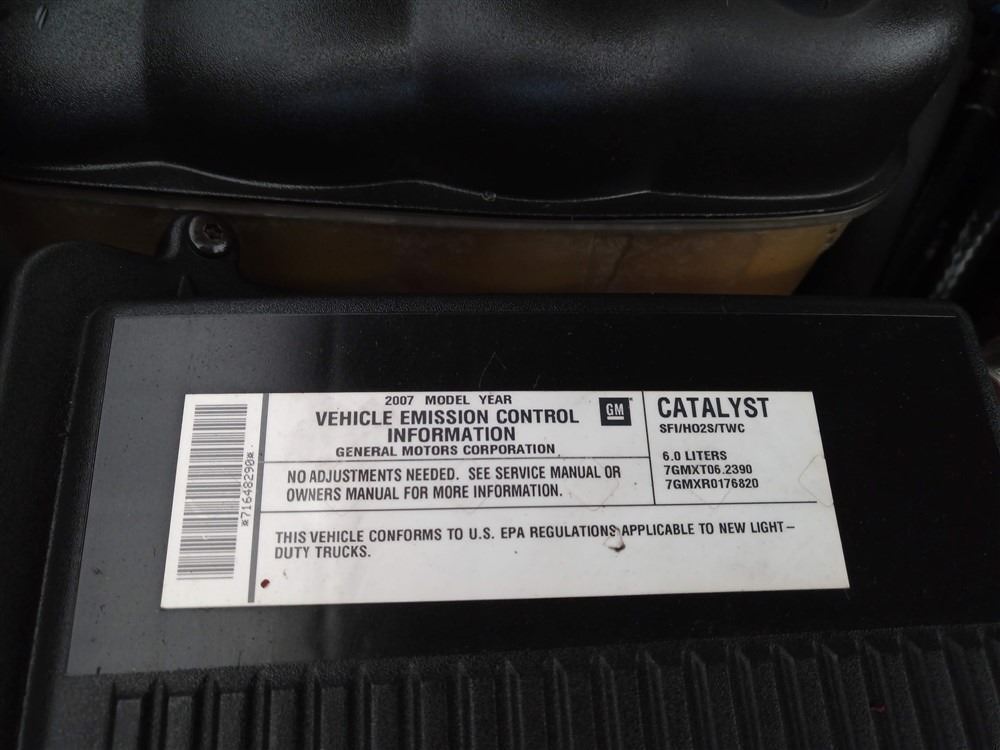 *71648290*
2007 MODEL YEAR
VEHICLE EMISSION CONTROL
INFORMATION
GENERAL MOTORS CORPORATION
GM
NO ADJUSTMENTS NEEDED. SEE SERVICE MANUAL OR
OWNERS MANUAL FOR MORE INFORMATION.
CATALYST
SFI/HO2S/TWC
6.0 LITERS
7GMXT06.2390
7GMXR0176820
THIS VEHICLE CONFORMS TO U.S. EPA REGULATIONS APPLICABLE TO NEW LIGHT-
DUTY TRUCKS.